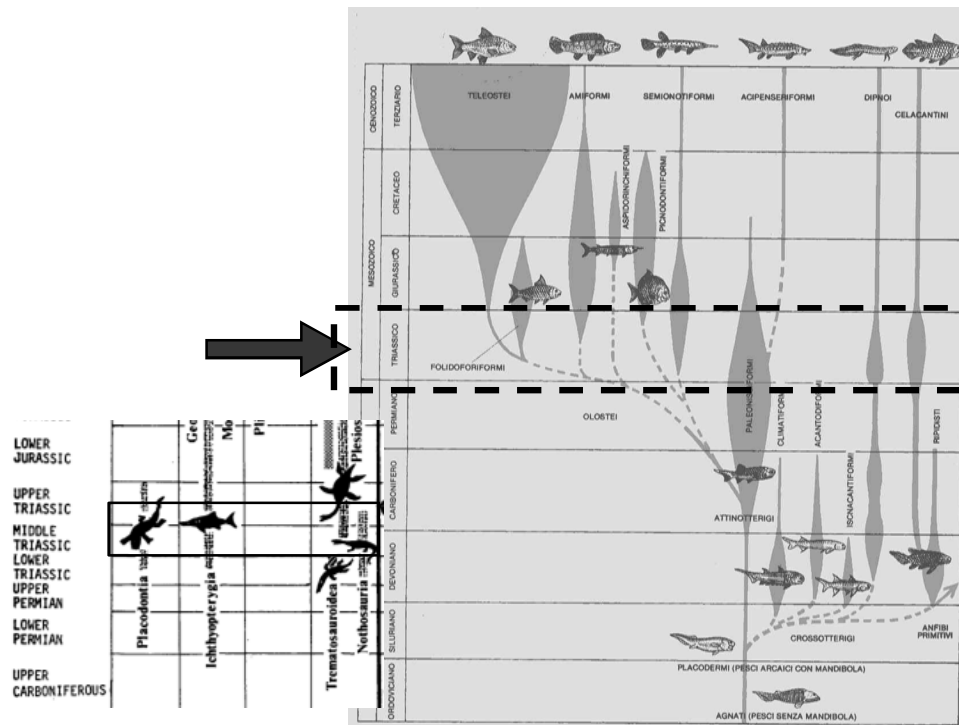 TELEOSTEI
AMIFORMI
SEMIONOTIFORMI
ACIPENSERIFORMI
DIPNOI
CELACANTINI
CENOZOICO
TERZIARIO
MESOZOICO
CRETACEO
GIURASSICO
TRIASSICO
PERMIANO
CARBONIFERO
DEVONIANO
SILURIANO
ORDOVICIANO
ASPIDORINCHIFORMI
PICNODONTIFORMI
FOLIDOFORIFORMI
OLOSTEI
PALEONISCIFORMI
CLIMATIFORMI
ACANTODIFORMI
ISCNACANTIFORMI
RIPIDISTI
ATTINOTTERIGI
CROSSOTTERIGI
ANFIBI
PRIMITIVI
PLACODERMI (PESCI ARCAICI CON MANDIBOLA)
AGNATI (PESCI SENZA MANDIBOLA)
LOWER
JURASSIC
UPPER
TRIASSIC
MIDDLE
TRIASSIC
LOWER
TRIASSIC
UPPER
PERMIAN
LOWER
PERMIAN
UPPER
CARBONIFEROUS
Geo
Mo
Pl
Plesios
Placodontia
Ichthyopterygia
Trematosauroidea
Nothosauria